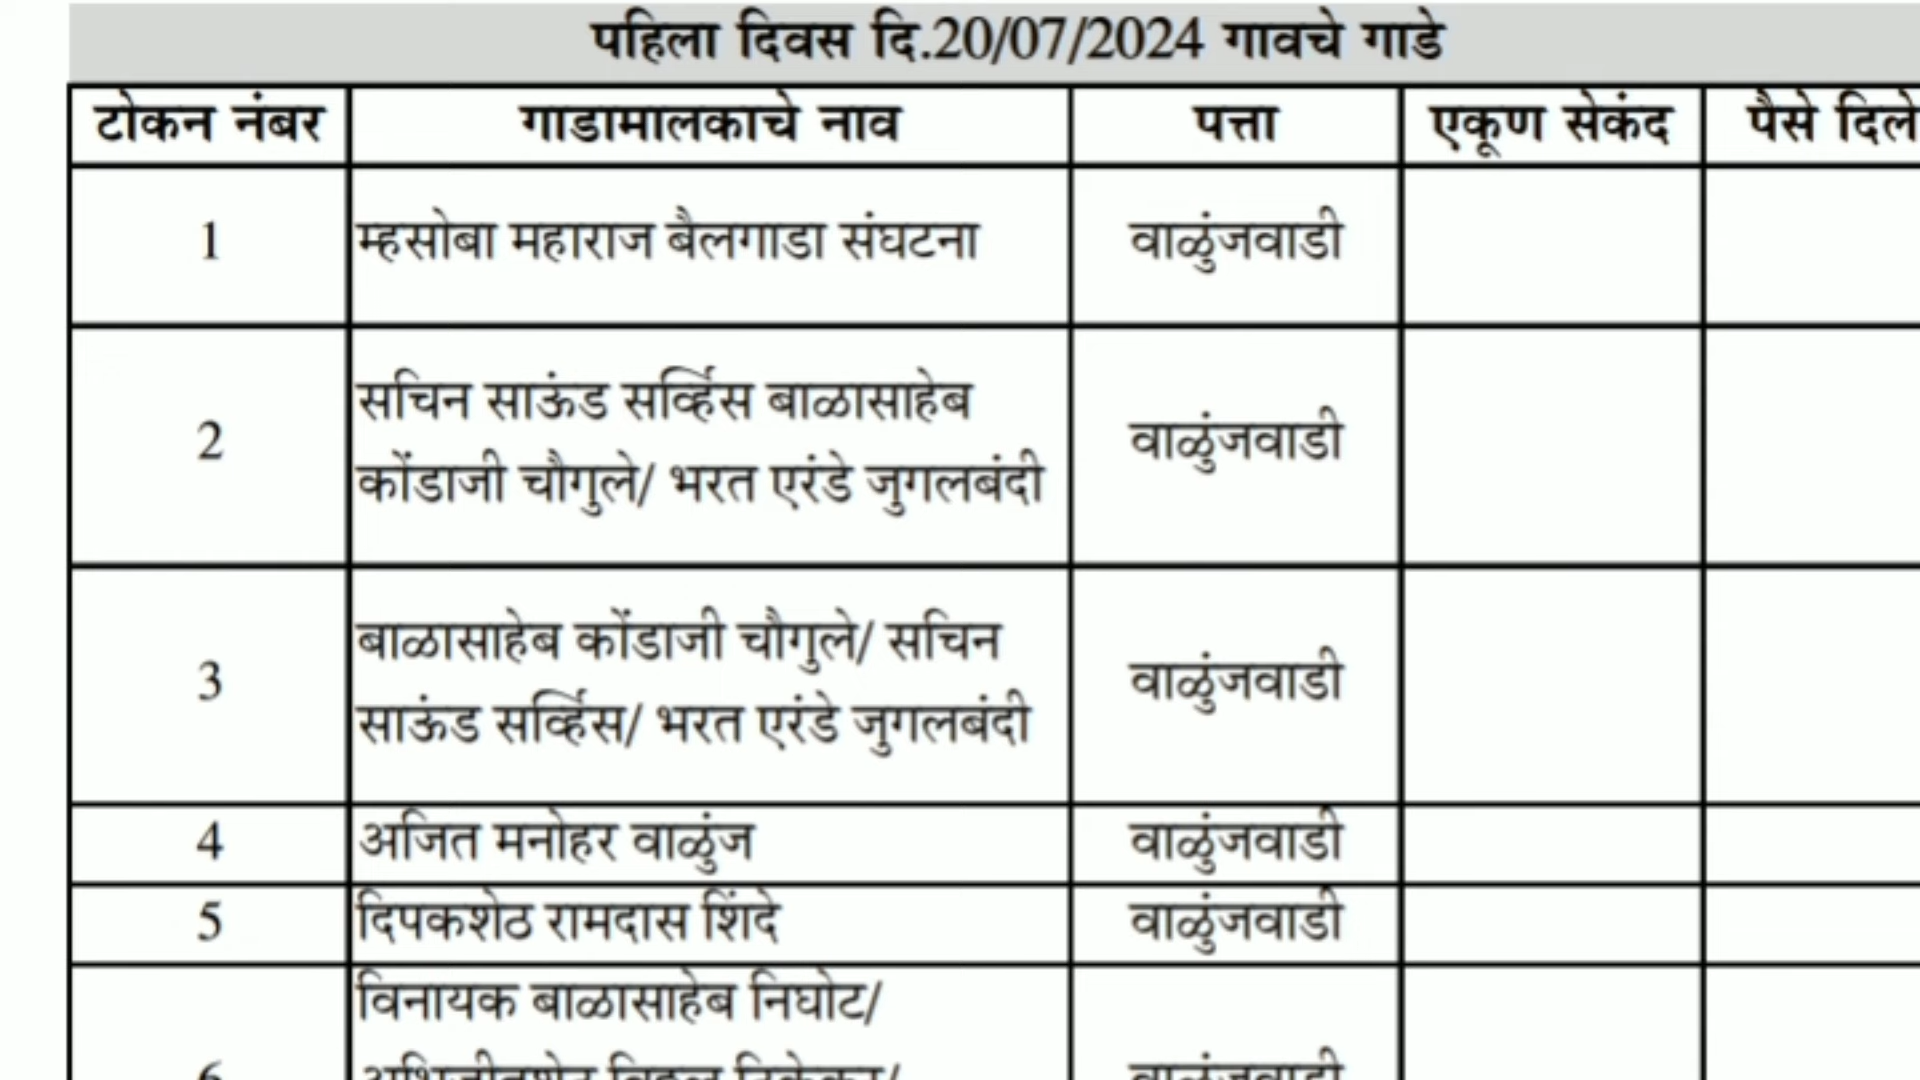 पहिला दिवस दि.20/07/2024 गावचे गाडे
टोकन नंबर गाडामालकाचे नाव पत्ता एकूण सेकंद पैसे दिले
1 म्हसोबा महाराज बैलगाडा संघटना वाळुंजवाडी
सचिन साऊंड सर्व्हिस बाळासाहेब
2 कोंडाजी चौगुले/ भरत एरंडे जुगलबंदी वाळुंजवाडी
बाळासाहेब कोंडाजी चौगुले/ सचिन
3 साऊंड सर्व्हिस/ भरत एरंडे जुगलबंदी वाळुंजवाडी
4 अजित मनोहर वाळुंज वाळुंजवाडी
5 दिपकशेठ रामदास शिंदे वाळुंजवाडी
विनायक बाळासाहेब निघोट/
6 वाळुंजवाडी